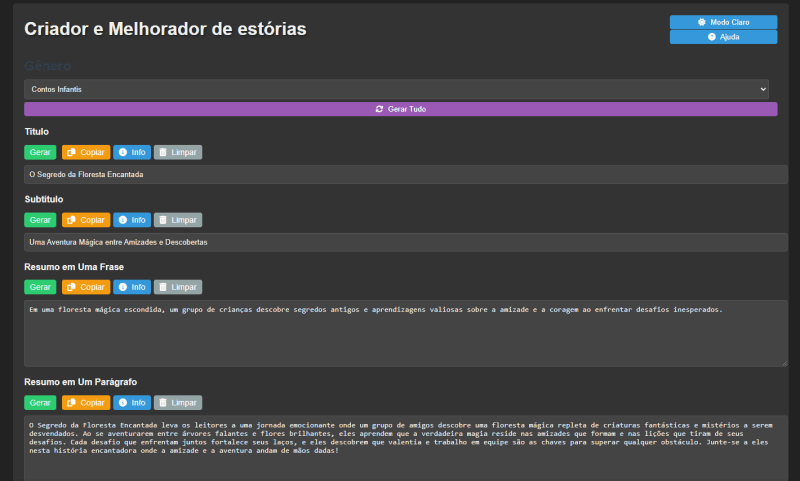 Criador e Melhorador de estórias
Modo Claro
Ajuda
Gênero
Contos Infantis
Gerar Tudo
Título
Gerar Copiar Info Limpar
O Segredo da Floresta Encantada
Subtítulo
Gerar Copiar Info Limpar
Uma Aventura Mágica entre Amizades e Descobertas
Resumo em Uma Frase
Gerar Copiar Info Limpar
Em uma floresta mágica escondida, um grupo de crianças descobre segredos antigos e aprendizagens valiosas sobre a amizade e a coragem ao enfrentar desafios inesperados.
Resumo em Um Parágrafo
Gerar Copiar Info Limpar
O Segredo da Floresta Encantada leva os leitores a uma jornada emocionante onde um grupo de amigos descobre uma floresta mágica repleta de criaturas fantásticas e mistérios a serem
desvendados. Ao se aventurarem entre árvores falantes e flores brilhantes, eles aprendem que a verdadeira magia reside nas amizades que formam e nas lições que tiram de seus
desafios. Cada desafio que enfrentam juntos fortalece seus laços, e eles descobrem que valentia e trabalho em equipe são as chaves para superar qualquer obstáculo. Junte-se a eles
nesta história encantadora onde a amizade e a aventura andam de mãos dadas!